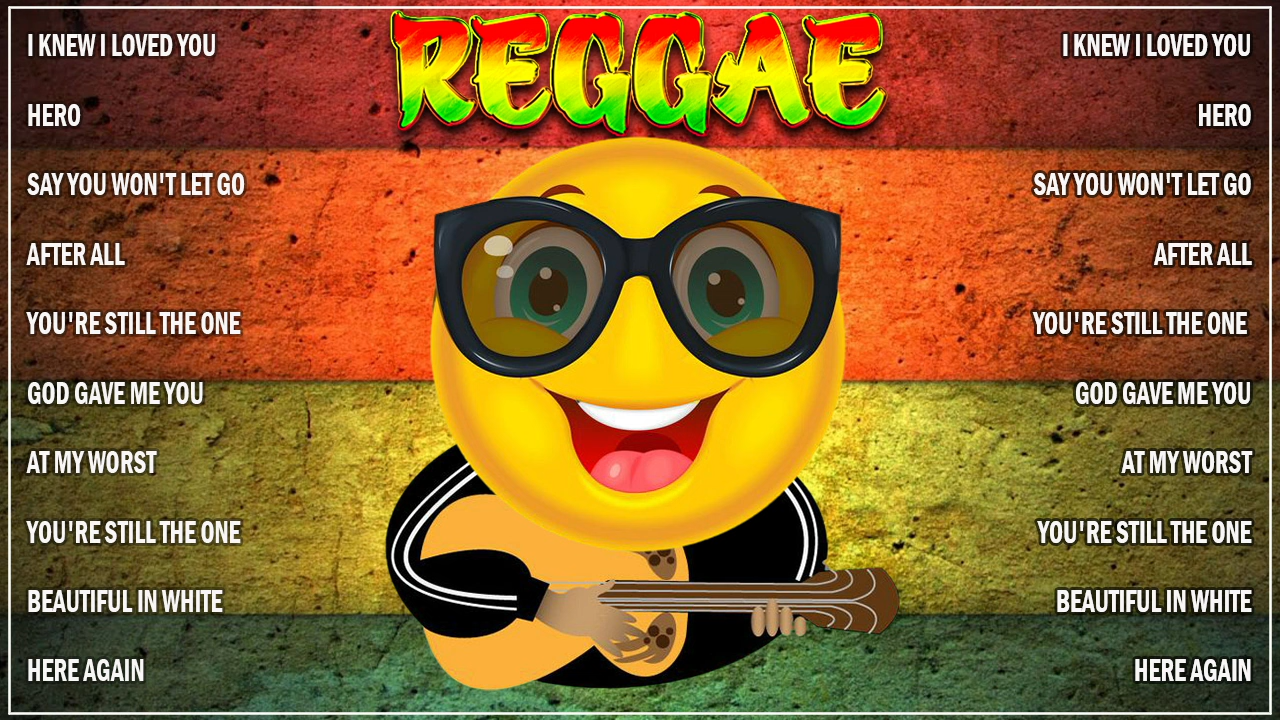 REGGAE
I KNEW I LOVED YOU
HERO
SAY YOU WON'T LET GO
AFTER ALL
YOU'RE STILL THE ONE
GOD GAVE ME YOU
AT MY WORST
YOU'RE STILL THE ONE
BEAUTIFUL IN WHITE
HERE AGAIN
I KNEW I LOVED YOU
HERO
SAY YOU WON'T LET GO
AFTER ALL
YOU'RE STILL THE ONE
GOD GAVE ME YOU
AT MY WORST
YOU'RE STILL THE ONE
BEAUTIFUL IN WHITE
HERE AGAIN